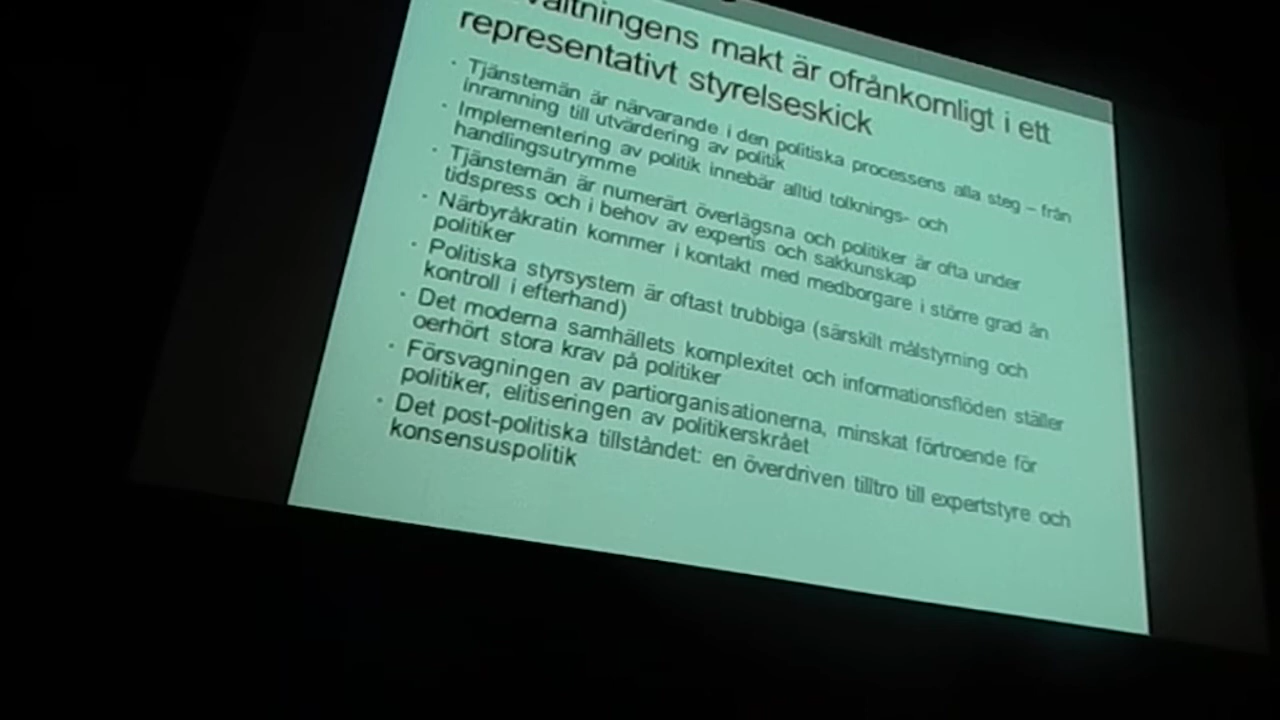 makt är ofrånkomligt i ett
representativt styrelseskick
· Tjänstemän är närvarande i den politiska processens alla steg – från
inramning till utvärdering av politik
· Implementering av politik innebär alltid tolknings- och
handlingsutrymme
· Tjänstemän är numerärt överlägsna och politiker är ofta under
tidspress och i behov av expertis och sakkunskap
· Närbyråkratin kommer i kontakt med medborgare i större grad än
politiker
· Politiska styrsystem är oftast trubbiga (särskilt målstyrning och
kontroll i efterhand)
· Det moderna samhällets komplexitet och informationsflöden ställer
oerhört stora krav på politiker
· Försvagningen av partiorganisationerna, minskat förtroende för
politiker, elitiseringen av politikerskrået
· Det post-politiska tillståndet: en överdriven tilltro till expertstyre och
konsensuspolitik